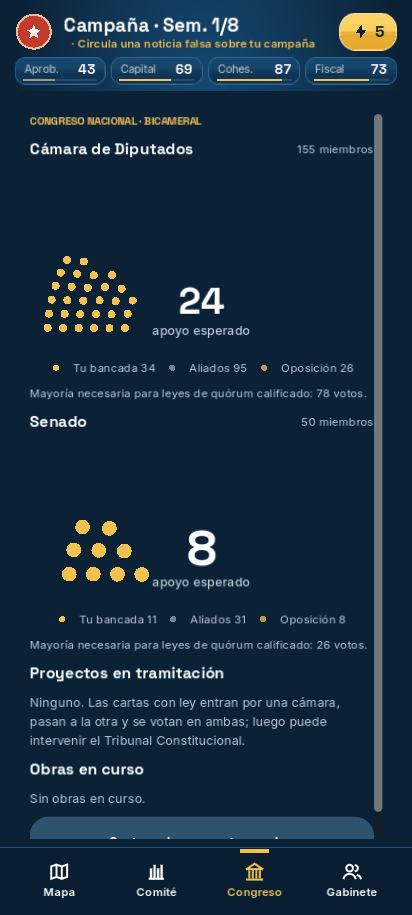 Campaña · Sem. 1/8
· Circula una noticia falsa sobre tu campaña
5
Aprob. 43
Capital 69
Cohes. 87
Fiscal 73
CONGRESO NACIONAL · BICAMERAL
Cámara de Diputados 155 miembros
24
apoyo esperado
Tu bancada 34 Aliados 95 Oposición 26
Mayoría necesaria para leyes de quórum calificado: 78 votos.
Senado 50 miembros
8
apoyo esperado
Tu bancada 11 Aliados 31 Oposición 8
Mayoría necesaria para leyes de quórum calificado: 26 votos.
Proyectos en tramitación
Ninguno. Las cartas con ley entran por una cámara,
pasan a la otra y se votan en ambas; luego puede
intervenir el Tribunal Constitucional.
Obras en curso
Sin obras en curso.
Mapa
Comité
Congreso
Gabinete